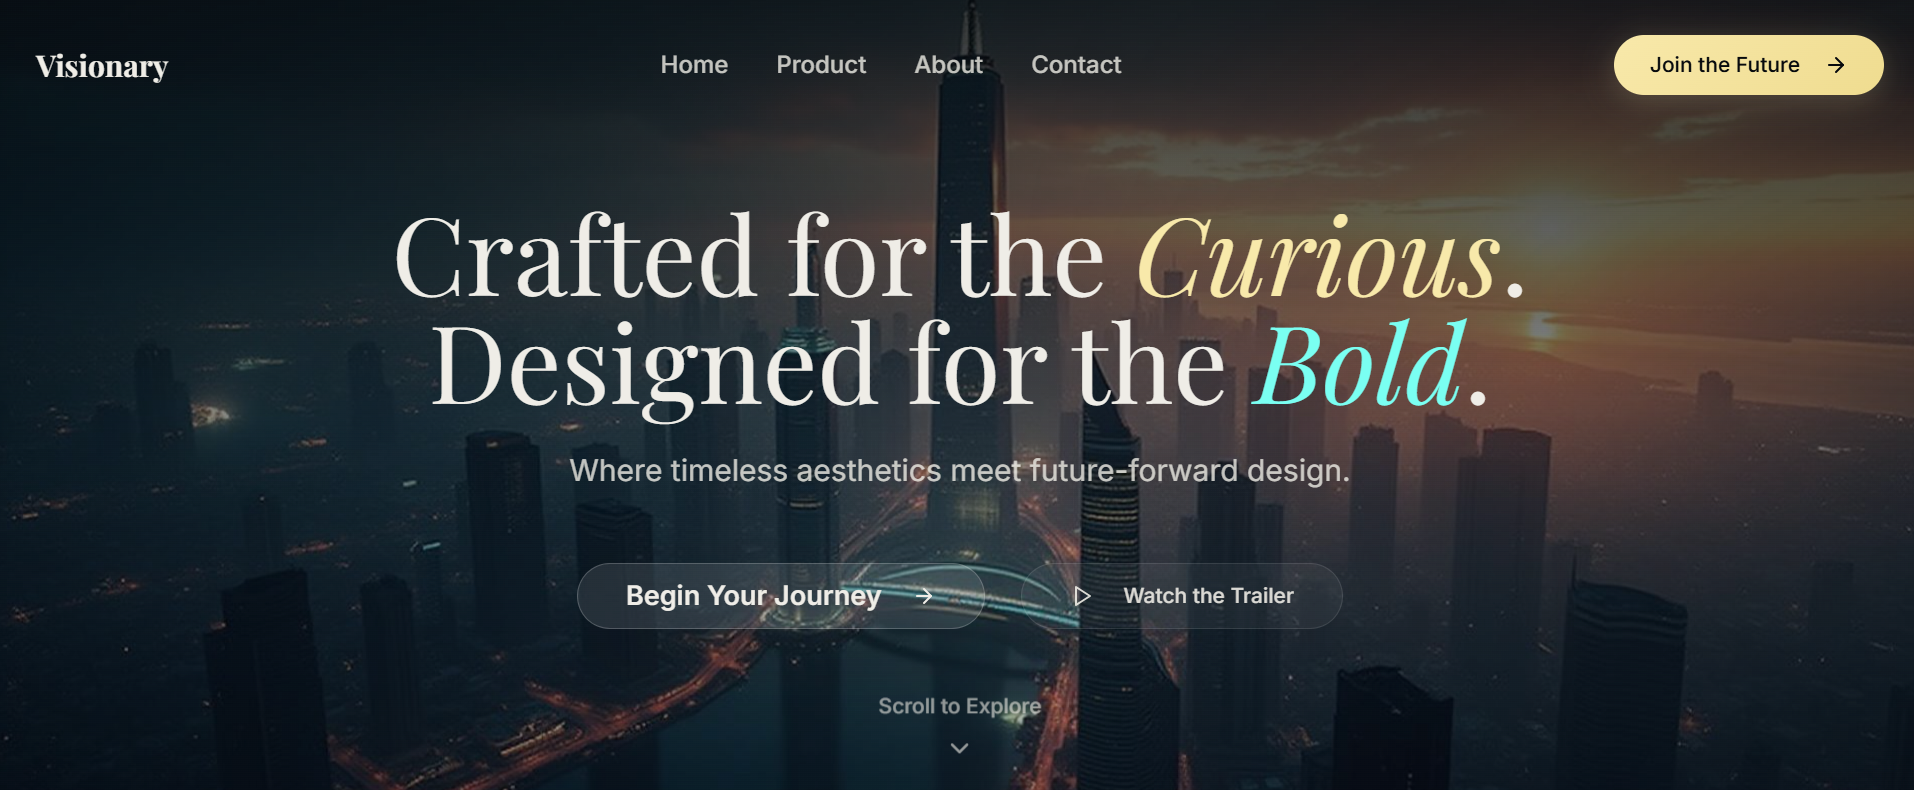 Visionary
Home
Product
About
Contact
Join the Future
Crafted for the Curious.
Designed for the Bold.
Where timeless aesthetics meet future-forward design.
Begin Your Journey
Watch the Trailer
Scroll to Explore